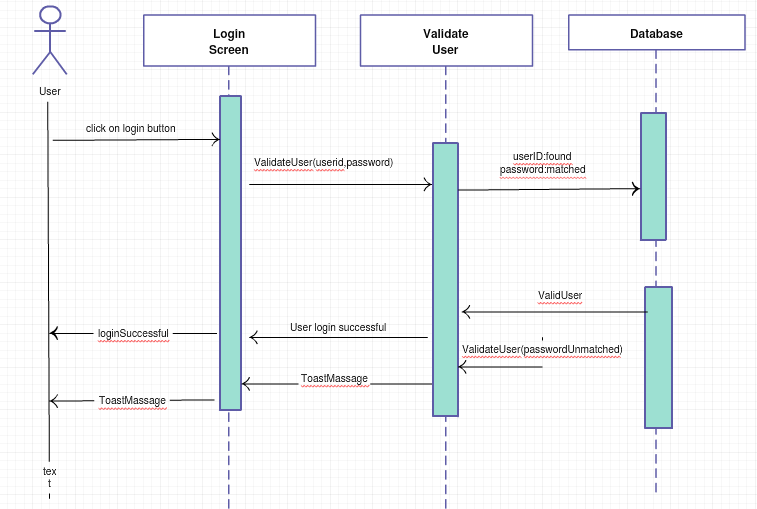 Login
Screen
Validate
User
Database
User
click on login button
ValidateUser(userid,password)
userID:found
password:matched
ValidUser
loginSuccessful
User login successful
ValidateUser(passwordUnmatched)
ToastMassage
ToastMassage
tex
t